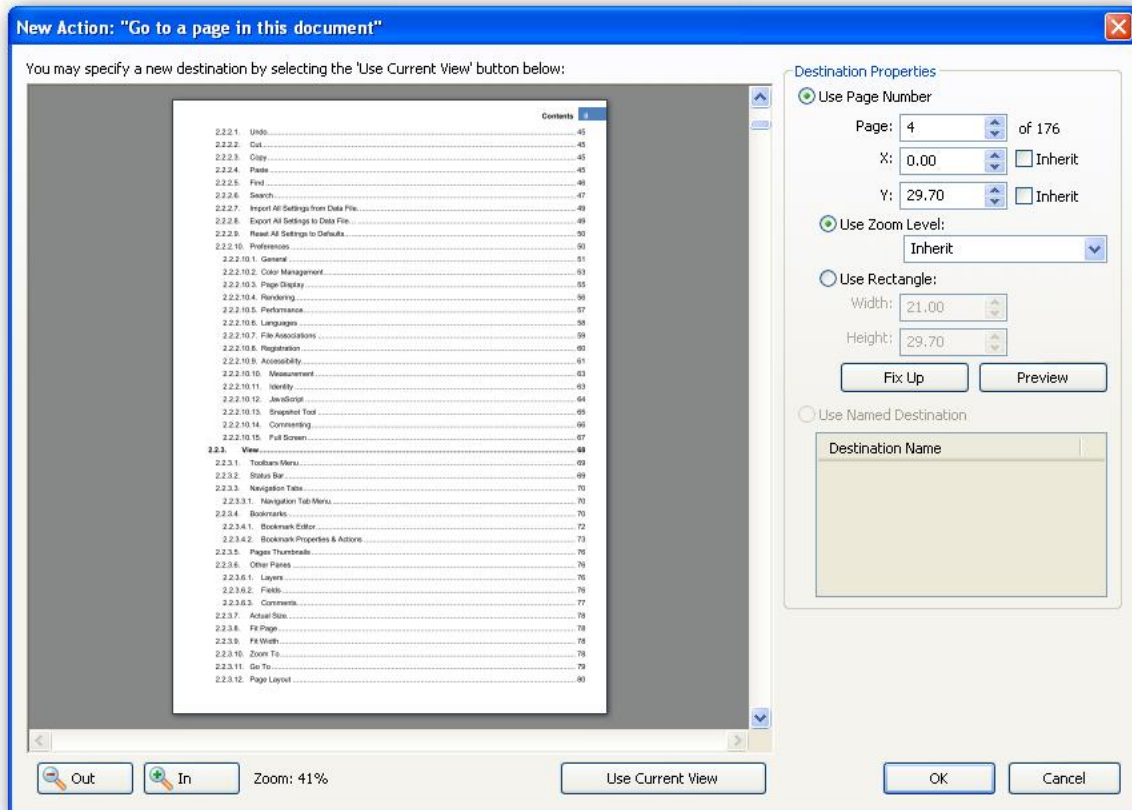 New Action: "Go to a page in this document"
You may specify a new destination by selecting the 'Use Current View' button below:
Contents
2.2.2.1. Undo 45
2.2.2.2. Cut 45
2.2.2.3. Copy 45
2.2.2.4. Paste 45
2.2.2.5. Find 46
2.2.2.6. Search 47
2.2.2.7. Import All Settings from Data File 49
2.2.2.8. Export All Settings to Data File 49
2.2.2.9. Reset All Settings to Defaults 50
2.2.2.10. Preferences 50
2.2.2.10.1. General 51
2.2.2.10.2. Color Management 53
2.2.2.10.3. Page Display 55
2.2.2.10.4. Rendering 56
2.2.2.10.5. Performance 57
2.2.2.10.6. Languages 58
2.2.2.10.7. File Associations 59
2.2.2.10.8. Registration 60
2.2.2.10.9. Accessibility 61
2.2.2.10.10. Measurement 63
2.2.2.10.11. Identity 63
2.2.2.10.12. JavaScript 64
2.2.2.10.13. Snapshot Tool 65
2.2.2.10.14. Commenting 66
2.2.2.10.15. Full Screen 67
2.2.3. View 68
2.2.3.1. Toolbars Menu 69
2.2.3.2. Status Bar 69
2.2.3.3. Navigation Tabs 70
2.2.3.3.1. Navigation Tab Menu 70
2.2.3.4. Bookmarks 70
2.2.3.4.1. Bookmark Editor 72
2.2.3.4.2. Bookmark Properties & Actions 73
2.2.3.5. Pages Thumbnails 76
2.2.3.6. Other Panes 76
2.2.3.6.1. Layers 76
2.2.3.6.2. Fields 76
2.2.3.6.3. Comments 77
2.2.3.7. Actual Size 78
2.2.3.8. Fit Page 78
2.2.3.9. Fit Width 78
2.2.3.10. Zoom To 78
2.2.3.11. Go To 79
2.2.3.12. Page Layout 80
Out
In
Zoom: 41%
Use Current View
Destination Properties
Use Page Number
Page: 4 of 176
X: 0.00 Inherit
Y: 29.70 Inherit
Use Zoom Level:
Inherit
Use Rectangle:
Width: 21.00
Height: 29.70
Fix Up
Preview
Use Named Destination
Destination Name
OK
Cancel